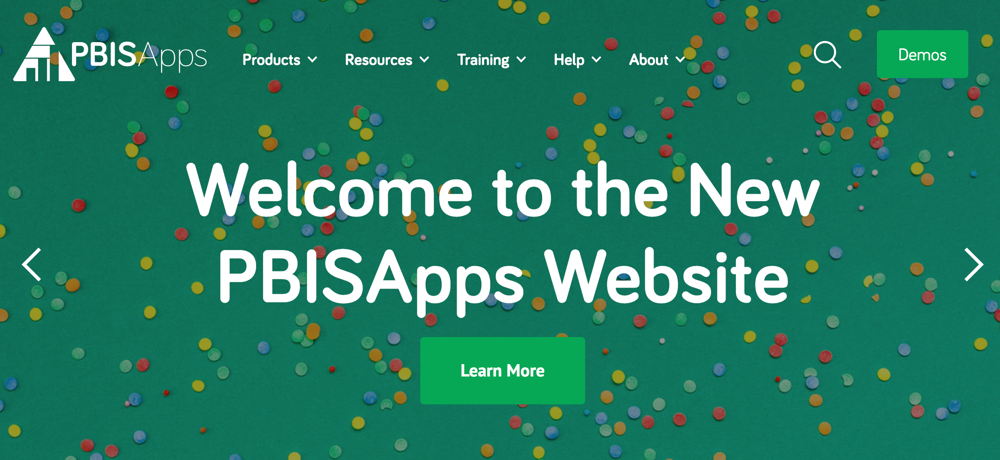 PBISApps
Products
Resources
Training
Help
About
Demos
Welcome to the New
PBISApps Website
Learn More